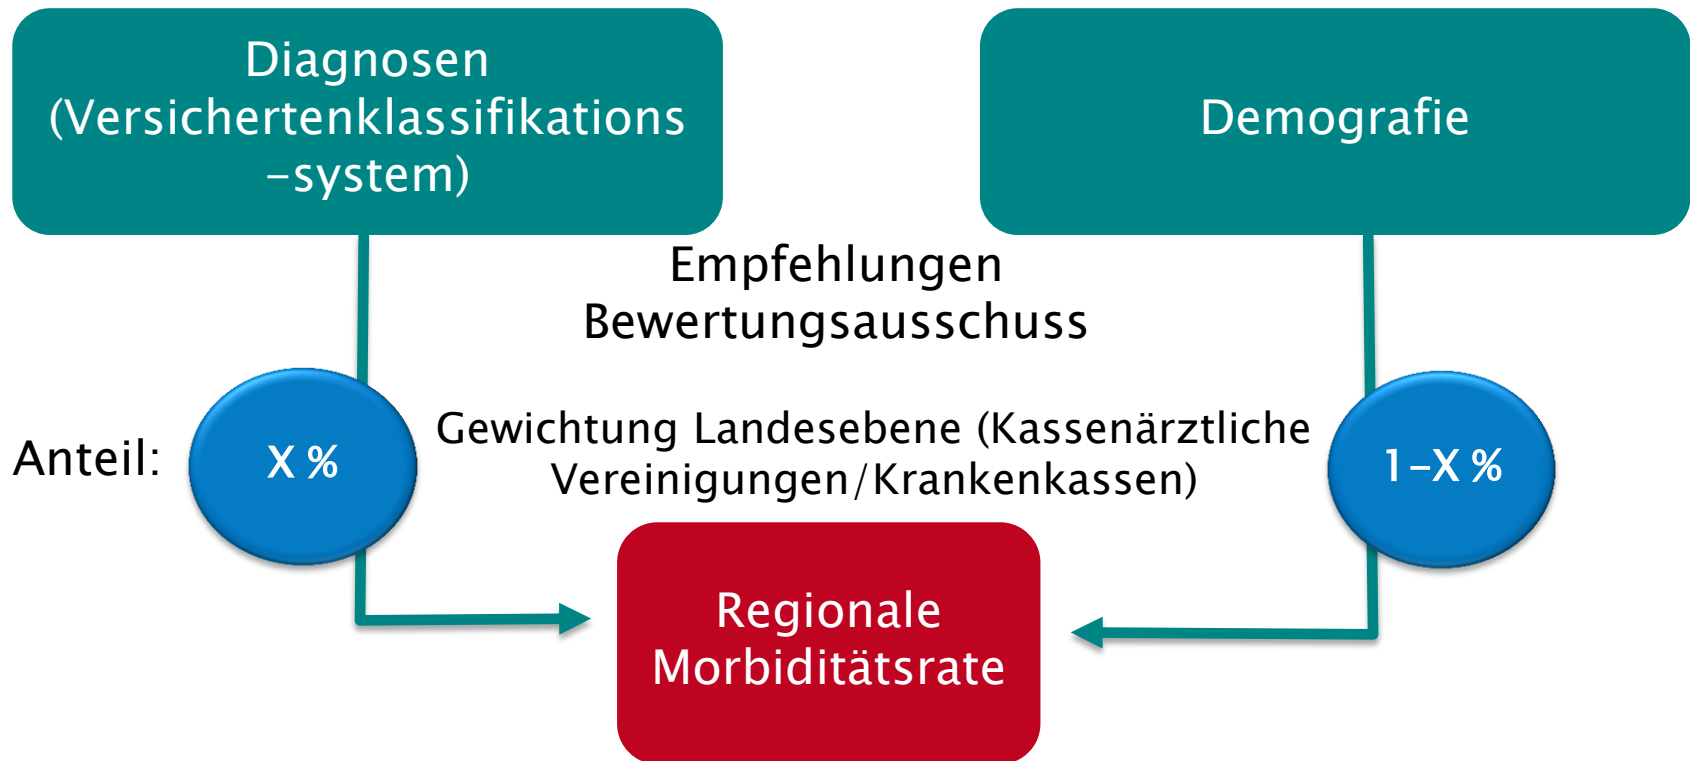 Diagnosen
(Versichertenklassifikations
-system)
Demografie
Empfehlungen
Bewertungsausschuss
Anteil:
X %
Gewichtung Landesebene (Kassenärztliche
Vereinigungen/Krankenkassen)
1-X %
Regionale
Morbiditätsrate